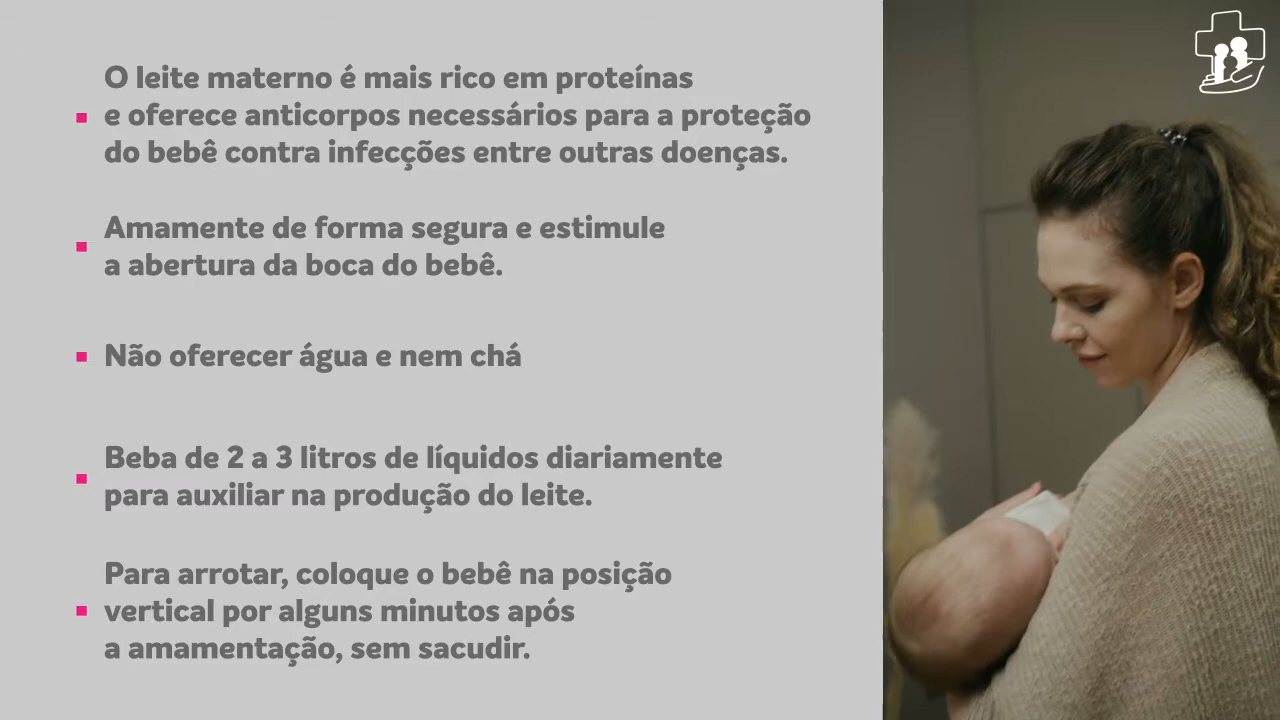 O leite materno é mais rico em proteínas
e oferece anticorpos necessários para a proteção
do bebê contra infecções entre outras doenças.
Amamente de forma segura e estimule
a abertura da boca do bebê.
Não oferecer água e nem chá
Beba de 2 a 3 litros de líquidos diariamente
para auxiliar na produção do leite.
Para arrotar, coloque o bebê na posição
vertical por alguns minutos após
a amamentação, sem sacudir.